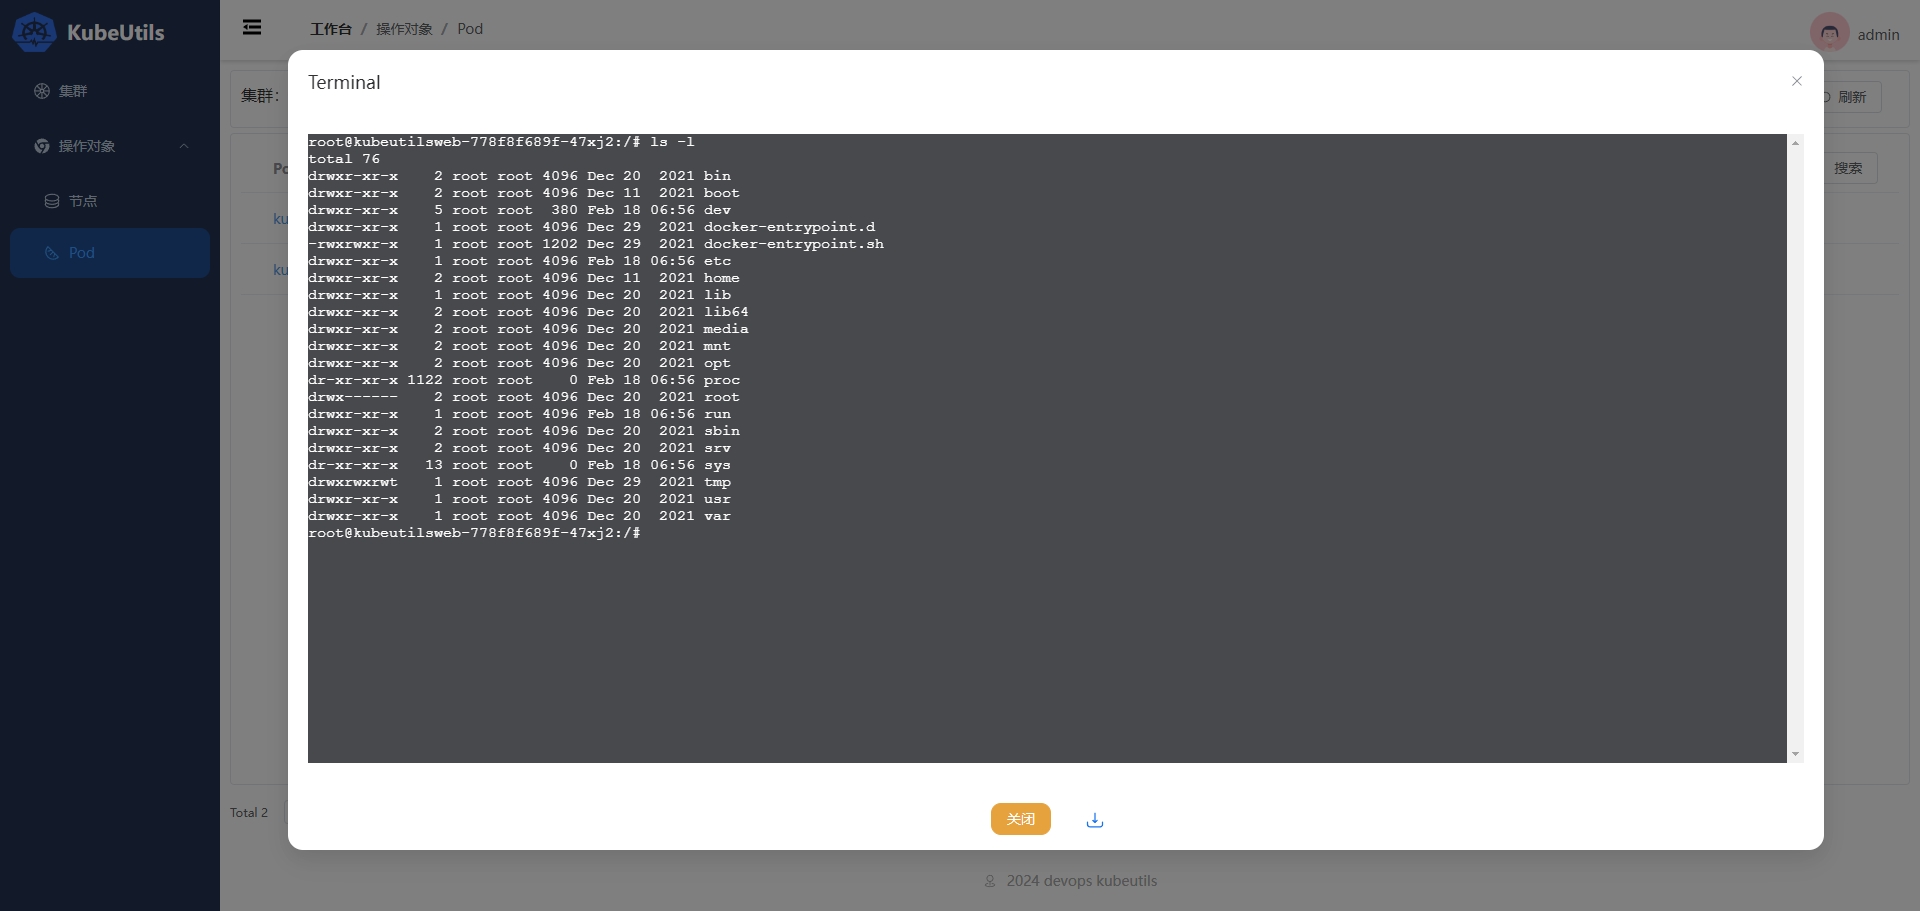 KubeUtils
集群
操作对象
节点
Pod
工作台 / 操作对象 / Pod
admin
集群:
刷新
搜索
Terminal
root@kubeutilsweb-778f8f689f-47xj2:/# ls -l
total 76
drwxr-xr-x    2 root root 4096 Dec 20  2021 bin
drwxr-xr-x    2 root root 4096 Dec 11  2021 boot
drwxr-xr-x    5 root root  380 Feb 18 06:56 dev
drwxr-xr-x    1 root root 4096 Dec 29  2021 docker-entrypoint.d
-rwxrwxr-x    1 root root 1202 Dec 29  2021 docker-entrypoint.sh
drwxr-xr-x    1 root root 4096 Feb 18 06:56 etc
drwxr-xr-x    2 root root 4096 Dec 11  2021 home
drwxr-xr-x    1 root root 4096 Dec 20  2021 lib
drwxr-xr-x    2 root root 4096 Dec 20  2021 lib64
drwxr-xr-x    2 root root 4096 Dec 20  2021 media
drwxr-xr-x    2 root root 4096 Dec 20  2021 mnt
drwxr-xr-x    2 root root 4096 Dec 20  2021 opt
dr-xr-xr-x 1122 root root    0 Feb 18 06:56 proc
drwx------    2 root root 4096 Dec 20  2021 root
drwxr-xr-x    1 root root 4096 Feb 18 06:56 run
drwxr-xr-x    2 root root 4096 Dec 20  2021 sbin
drwxr-xr-x    2 root root 4096 Dec 20  2021 srv
dr-xr-xr-x   13 root root    0 Feb 18 06:56 sys
drwxrwxrwt    1 root root 4096 Dec 29  2021 tmp
drwxr-xr-x    1 root root 4096 Dec 20  2021 usr
drwxr-xr-x    1 root root 4096 Dec 20  2021 var
root@kubeutilsweb-778f8f689f-47xj2:/#
关闭
Total 2
2024 devops kubeutils